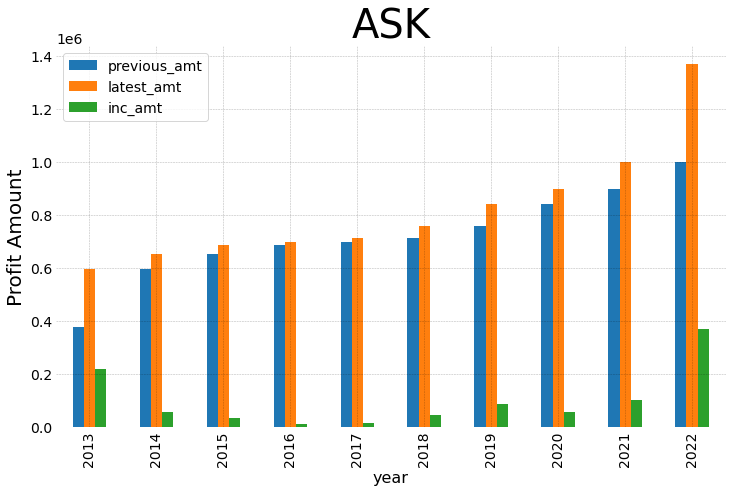 ASK
1e6
previous_amt
latest_amt
inc_amt
1.4
1.2
1.0
0.8
0.6
0.4
0.2
0.0
Profit Amount
2013 2014 2015 2016 2017 2018 2019 2020 2021 2022
year